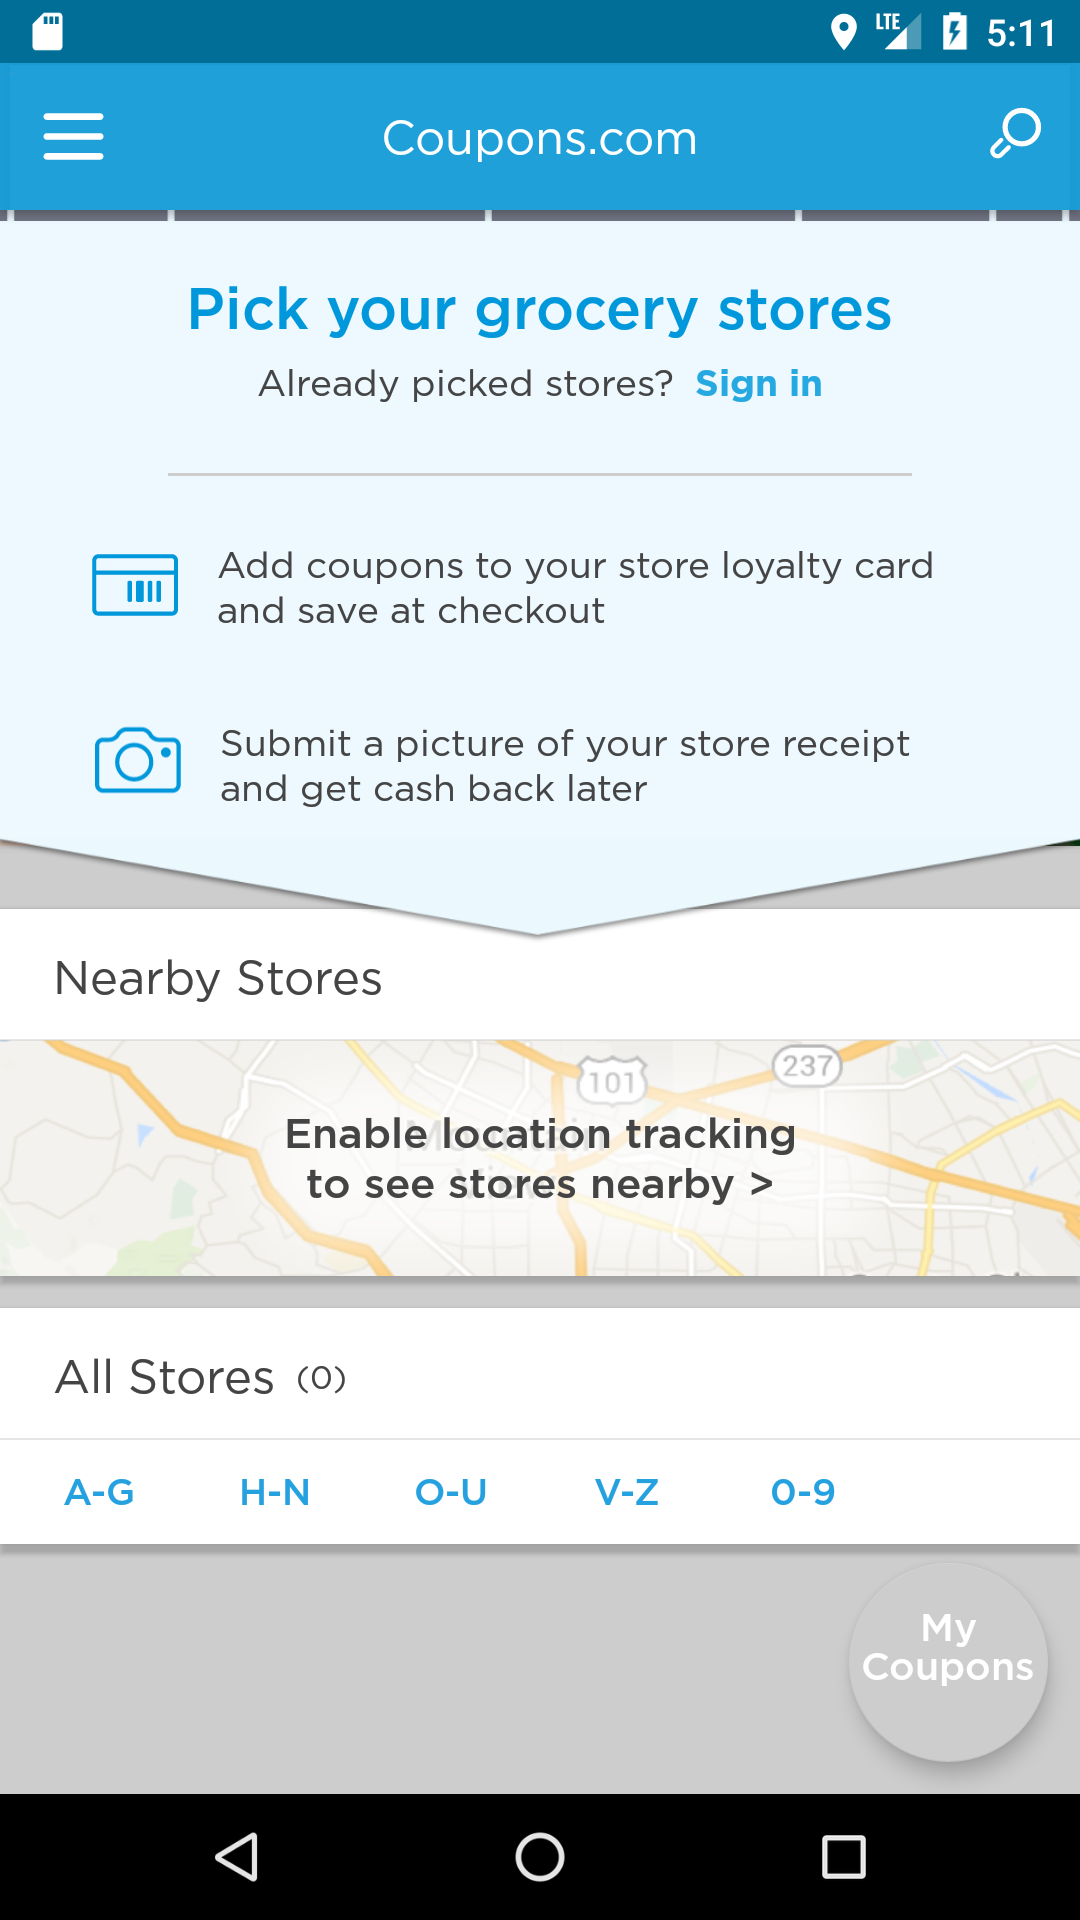 LTE 5:11
Coupons.com
Pick your grocery stores
Already picked stores? Sign in
Add coupons to your store loyalty card
and save at checkout
Submit a picture of your store receipt
and get cash back later
Nearby Stores
237
101
Mountain
View
Enable location tracking
to see stores nearby >
All Stores (0)
A-G H-N O-U V-Z 0-9
My
Coupons